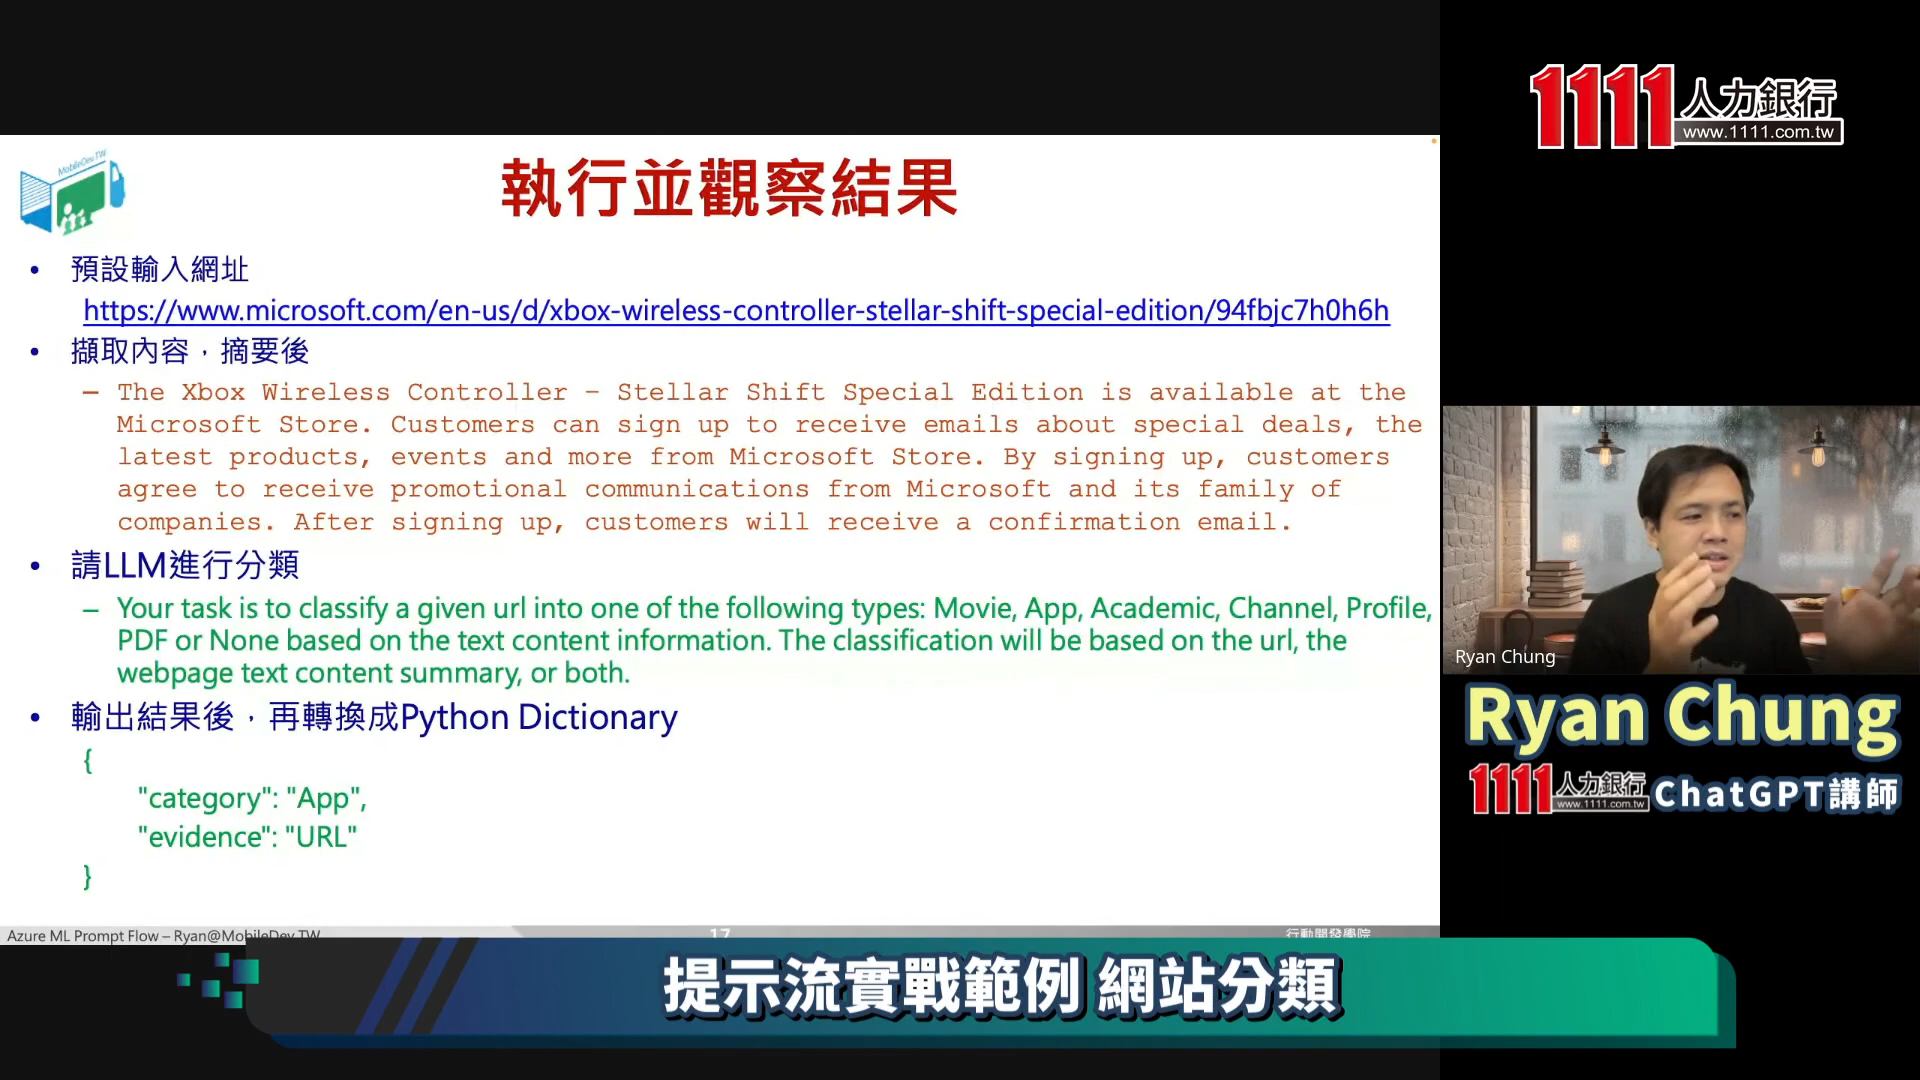 MobileDev.TW
執行並觀察結果
• 預設輸入網址
https://www.microsoft.com/en-us/d/xbox-wireless-controller-stellar-shift-special-edition/94fbjc7h0h6h
• 擷取內容，摘要後
– The Xbox Wireless Controller – Stellar Shift Special Edition is available at the
Microsoft Store. Customers can sign up to receive emails about special deals, the
latest products, events and more from Microsoft Store. By signing up, customers
agree to receive promotional communications from Microsoft and its family of
companies. After signing up, customers will receive a confirmation email.
• 請LLM進行分類
– Your task is to classify a given url into one of the following types: Movie, App, Academic, Channel, Profile,
PDF or None based on the text content information. The classification will be based on the url, the
webpage text content summary, or both.
• 輸出結果後，再轉換成Python Dictionary
{
"category": "App",
"evidence": "URL"
}
Azure ML Prompt Flow – Ryan@MobileDev.TW
17
行動開發學院
提示流實戰範例 網站分類
1111人力銀行
www.1111.com.tw
Ryan Chung
Ryan Chung
1111人力銀行 ChatGPT講師
www.1111.com.tw